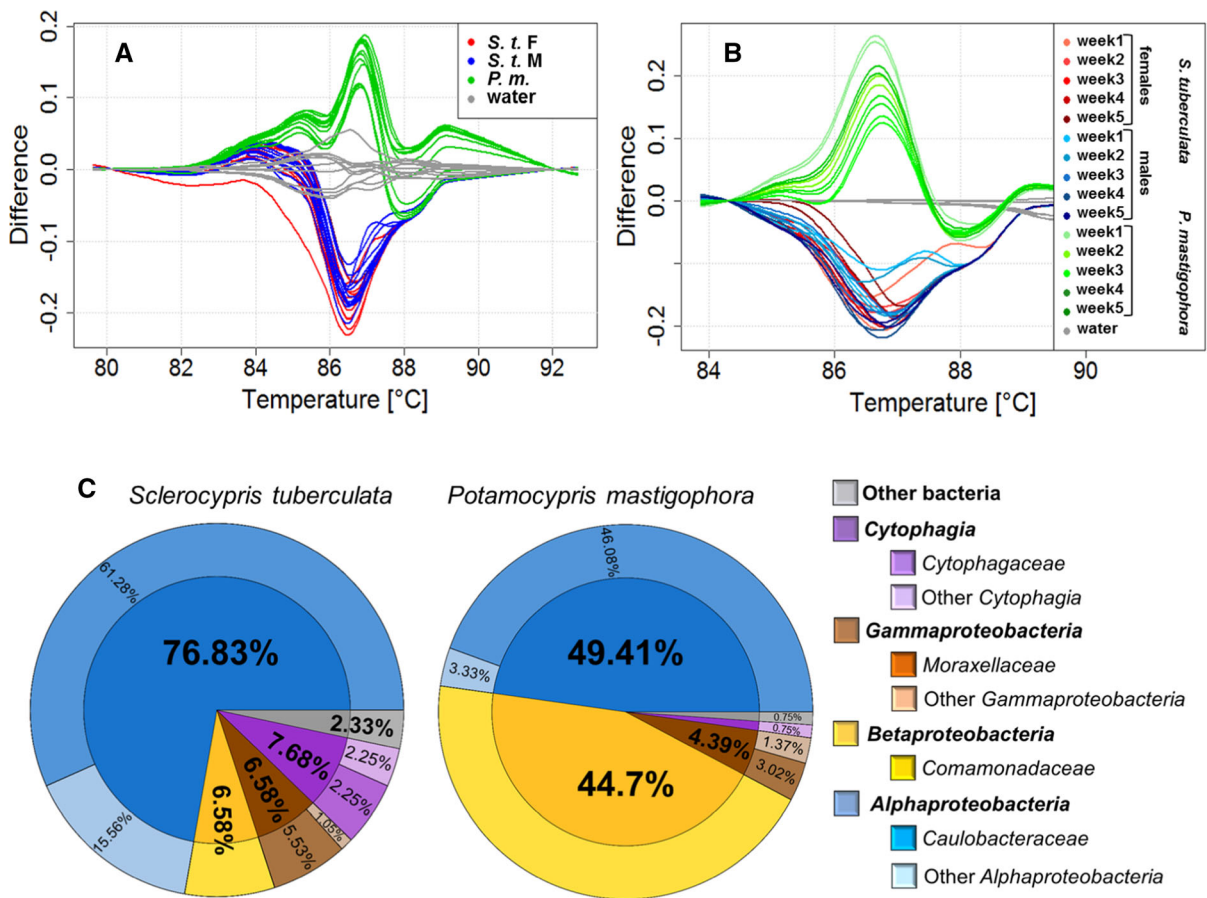 A
Difference
0.2
0.1
0.0
-0.1
-0.2
80 82 84 86 88 90 92
Temperature [°C]
S. t. F
S. t. M
P. m.
water
B
Difference
0.2
0.1
0.0
-0.2
84 86 88 90
Temperature [°C]
week1
week2
week3
week4
week5
females
week1
week2
week3
week4
week5
males
S. tuberculata
week1
week2
week3
week4
week5
P. mastigophora
water
C
Sclerocypris tuberculata
61.28%
76.83%
15.56%
6.58%
6.58%
5.53%
1.05%
7.68%
2.25%
2.25%
2.33%
Potamocypris mastigophora
46.08%
49.41%
3.33%
44.7%
4.39%
3.02%
1.37%
0.75%
0.75%
Other bacteria
Cytophagia
Cytophagaceae
Other Cytophagia
Gammaproteobacteria
Moraxellaceae
Other Gammaproteobacteria
Betaproteobacteria
Comamonadaceae
Alphaproteobacteria
Caulobacteraceae
Other Alphaproteobacteria